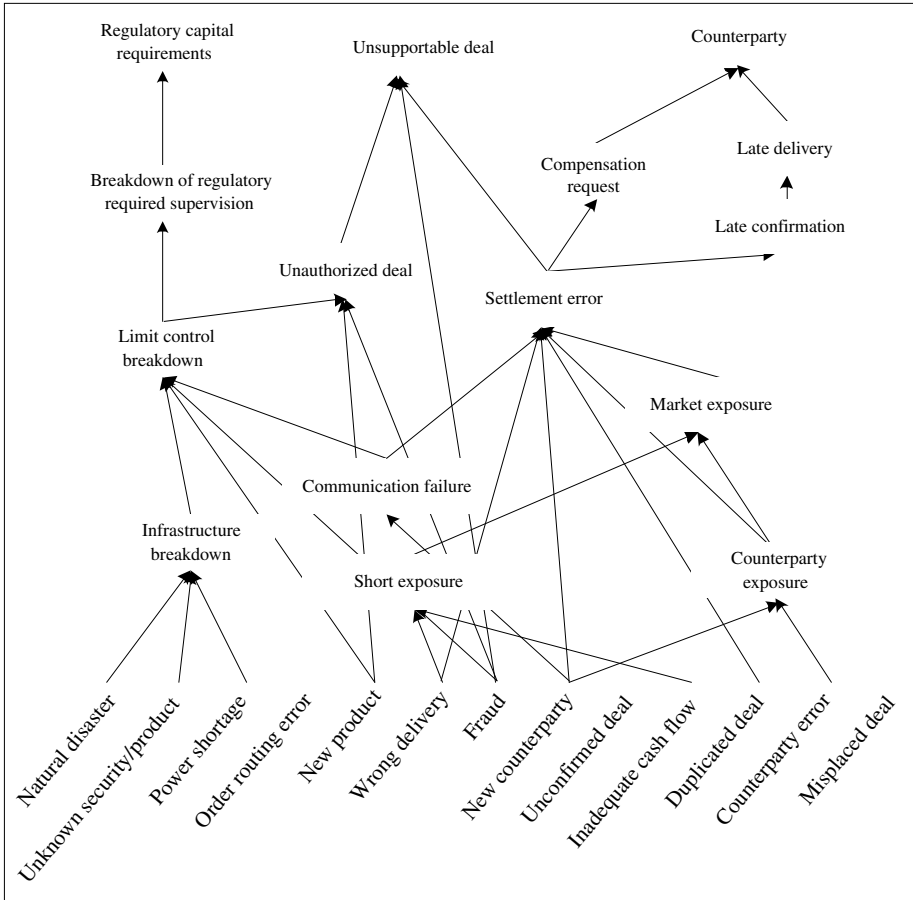 Regulatory capital
requirements
Unsupportable deal
Counterparty
Late delivery
Compensation
request
Breakdown of regulatory
required supervision
Late confirmation
Unauthorized deal
Settlement error
Limit control
breakdown
Market exposure
Communication failure
Infrastructure
breakdown
Short exposure
Counterparty
exposure
Natural disaster
Unknown security/product
Power shortage
Order routing error
New product
Wrong delivery
Fraud
New counterparty
Unconfirmed deal
Inadequate cash flow
Duplicated deal
Counterparty error
Misplaced deal